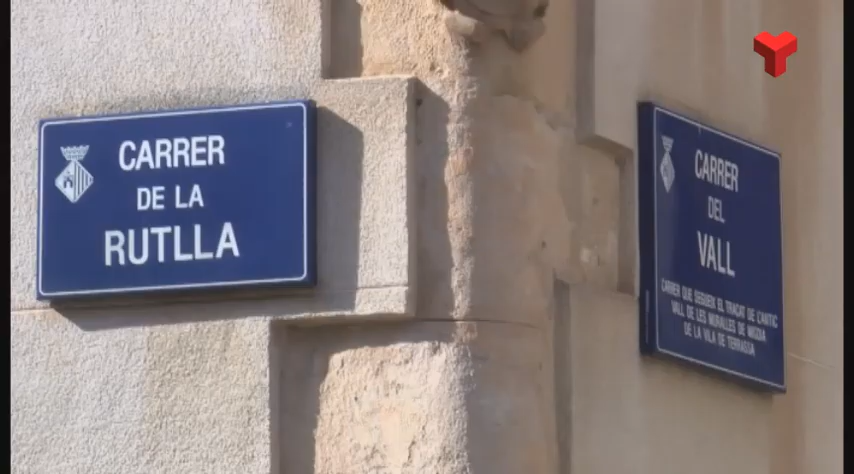 CARRER
DE LA
RUTLLA
CARRER
DEL
VALL
CARRER QUE SEGUEIX EL TRAÇAT DE L'ANTIC
VALL DE LES MURALLES DE MITJA
DE LA VILA DE TERRASSA